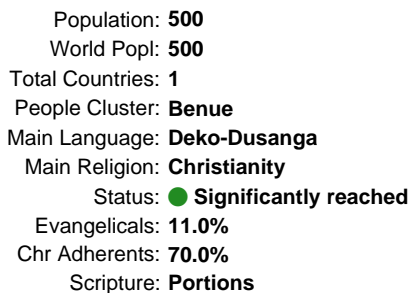 Population: 500
World Popl: 500
Total Countries: 1
People Cluster: Benue
Main Language: Deko-Dusanga
Main Religion: Christianity
Status: Significantly reached
Evangelicals: 11.0%
Chr Adherents: 70.0%
Scripture: Portions